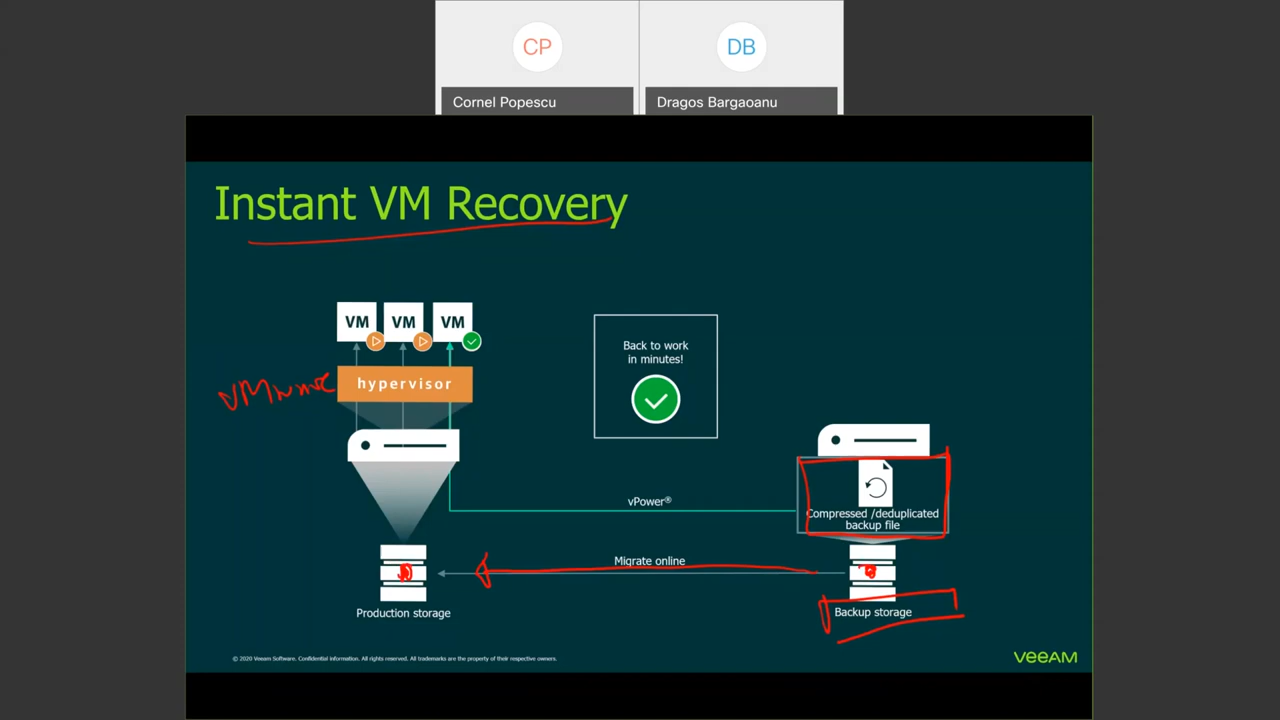 CP
DB
Cornel Popescu
Dragos Bargaoanu
Instant VM Recovery
VM VM VM
VMware
hypervisor
Back to work
in minutes!
vPower®
Compressed /deduplicated
backup file
Migrate online
Production storage
Backup storage
© 2020 Veeam Software. Confidential information. All rights reserved. All trademarks are the property of their respective owners.
VEEAM